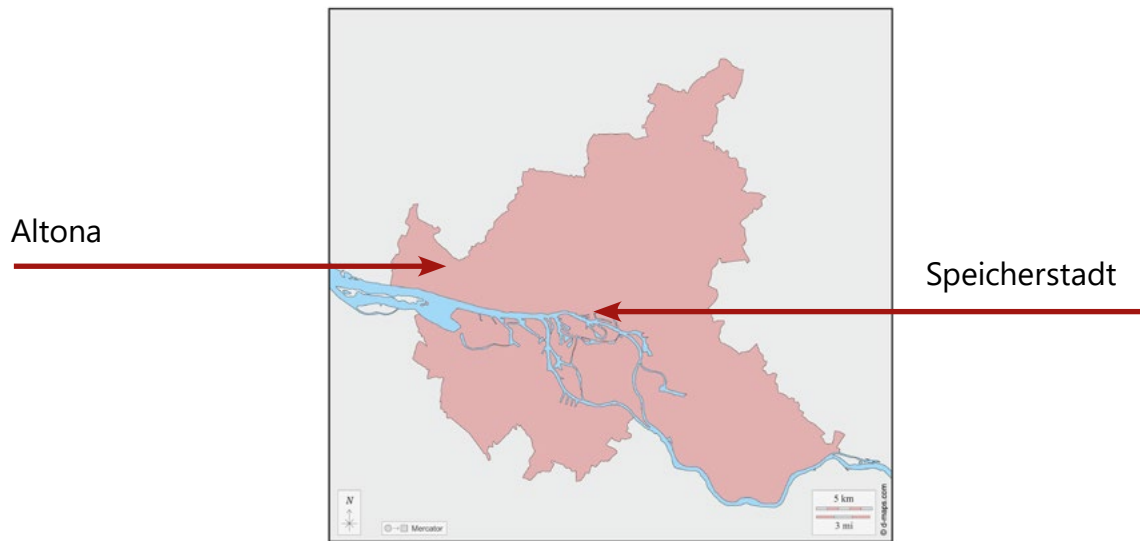 Altona
Speicherstadt
N
Mercator
5 km
3 mi
© d-maps.com